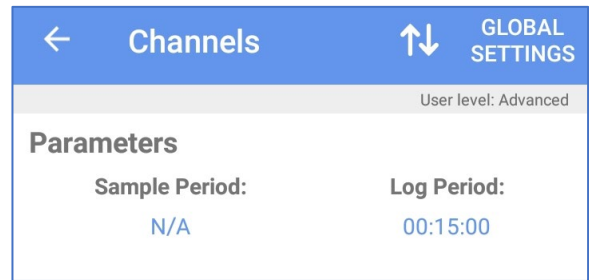 ← Channels ↑↓ GLOBAL SETTINGS
User level: Advanced
Parameters
Sample Period: Log Period:
N/A 00:15:00